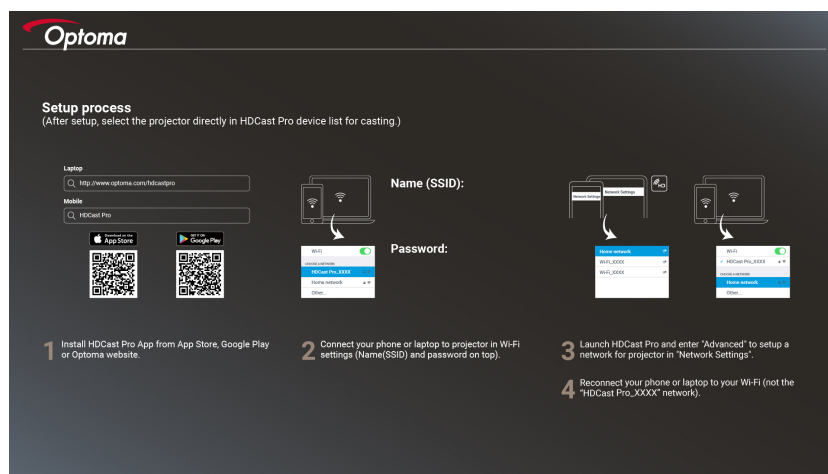 Optoma
Setup process
(After setup, select the projector directly in HDCast Pro device list for casting.)
Laptop
http://www.optoma.com/hdcastpro
Mobile
HDCast Pro
Download on the
App Store
GET IT ON
Google Play
1 Install HDCast Pro App from App Store, Google Play
or Optoma website.
Name (SSID):
Password:
Wi-Fi
CHOOSE A NETWORK
HDCast Pro_XXXX
Home network
Other...
2 Connect your phone or laptop to projector in Wi-Fi
settings (Name(SSID) and password on top).
Network Settings
Network Settings
HD
Home network
Wi-Fi_XXXX
Wi-Fi_XXXX
Wi-Fi
HDCast Pro_XXXX
CHOOSE A NETWORK
Home network
Other...
3 Launch HDCast Pro and enter "Advanced" to setup a
network for projector in "Network Settings".
4 Reconnect your phone or laptop to your Wi-Fi (not the
"HDCast Pro_XXXX" network).